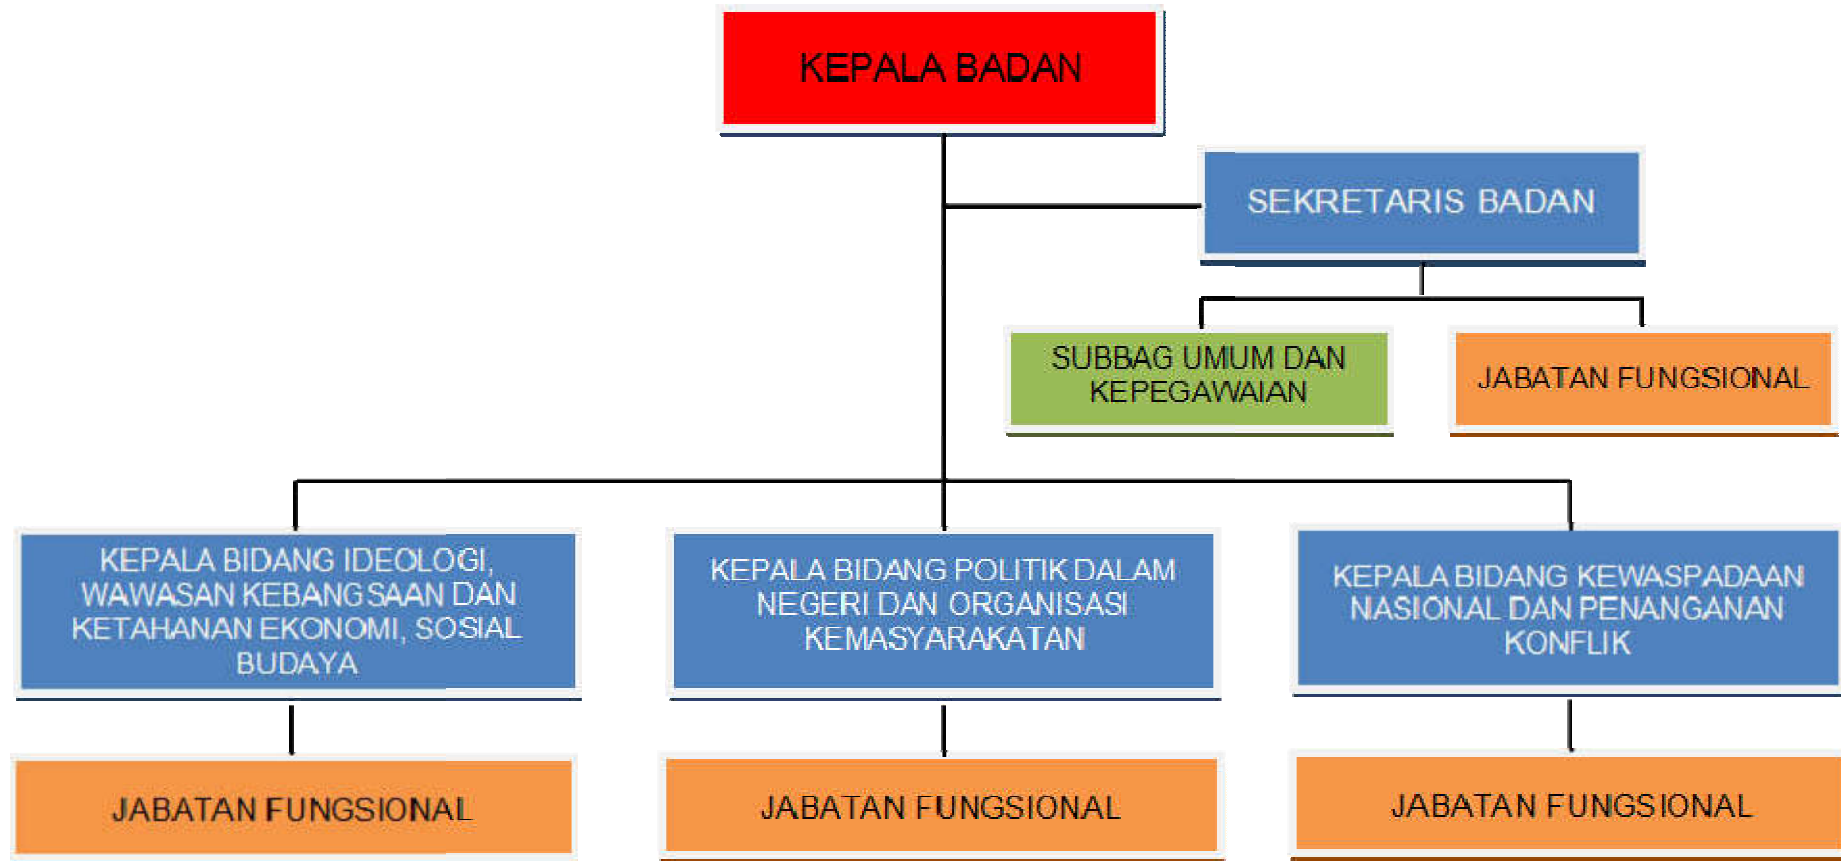 KEPALA BADAN
SEKRETARIS BADAN
SUBBAG UMUM DAN
KEPEGAWAIAN
JABATAN FUNGSIONAL
KEPALA BIDANG IDEOLOGI,
WAWASAN KEBANGSAAN DAN
KETAHANAN EKONOMI, SOSIAL
BUDAYA
KEPALA BIDANG POLITIK DALAM
NEGERI DAN ORGANISASI
KEMASYARAKATAN
KEPALA BIDANG KEWASPADAAN
NASIONAL DAN PENANGANAN
KONFLIK
JABATAN FUNGSIONAL
JABATAN FUNGSIONAL
JABATAN FUNGSIONAL